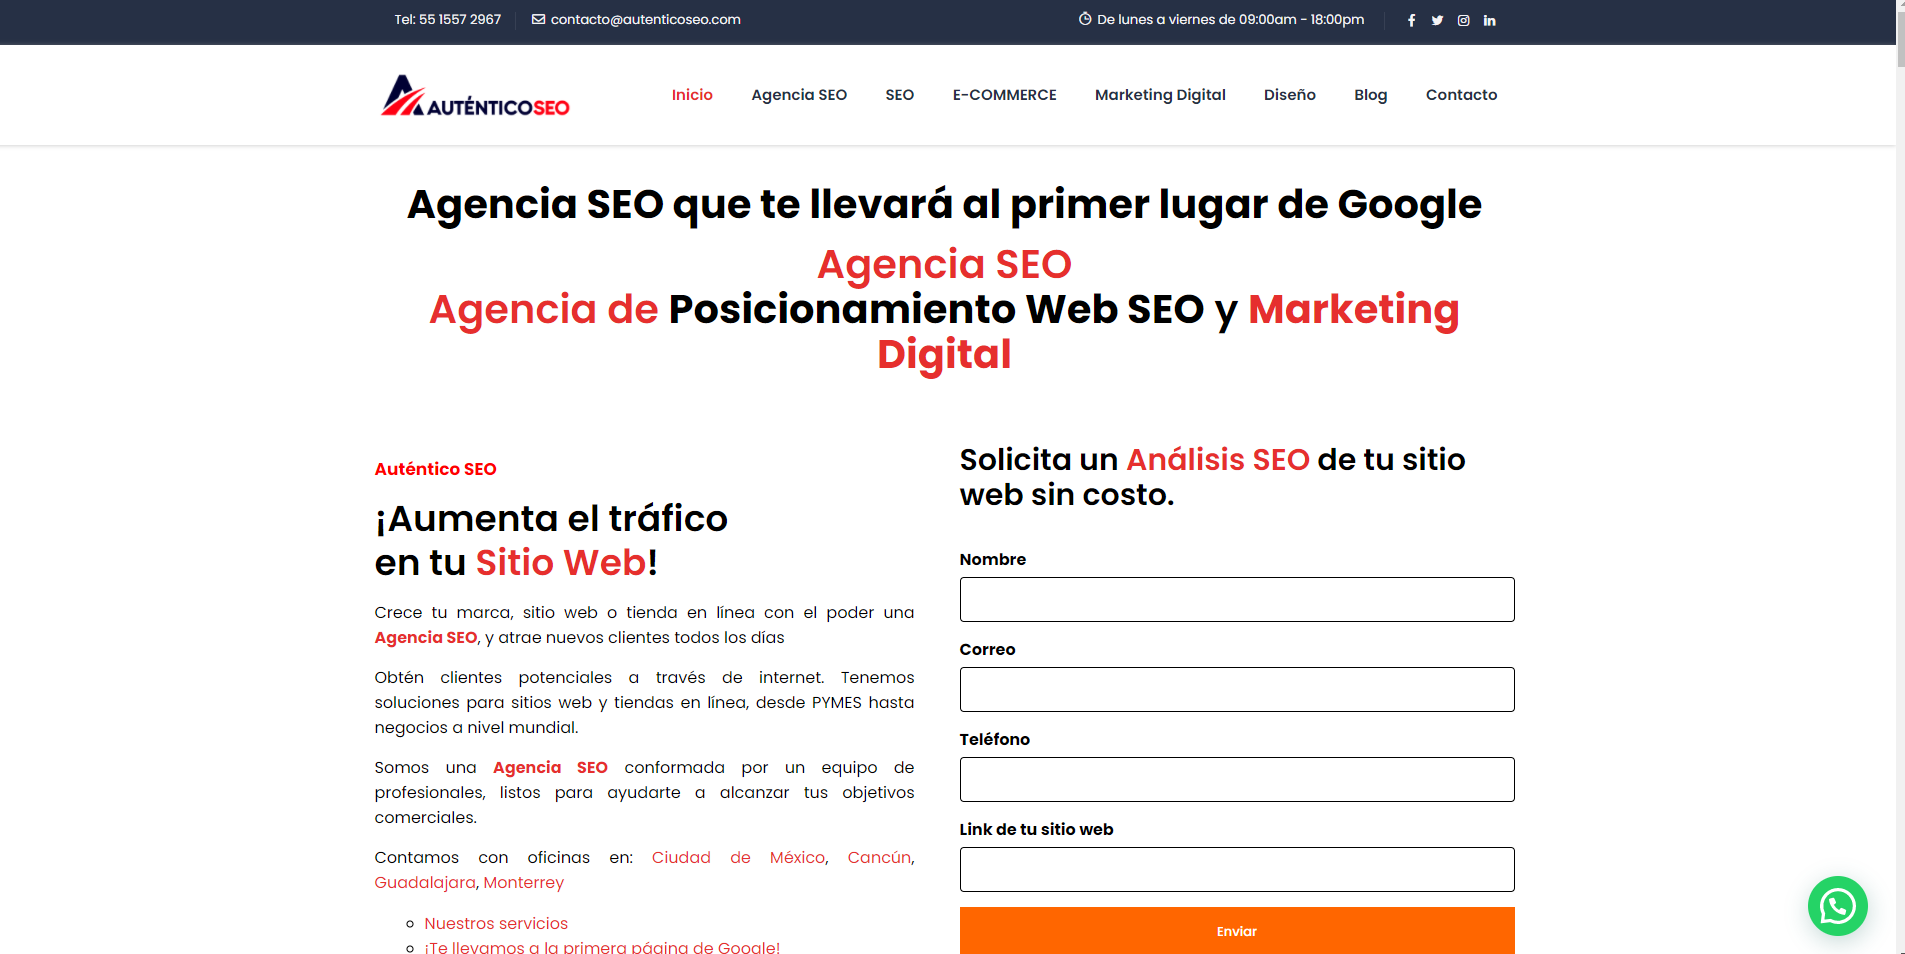 Tel: 55 1557 2967
contacto@autenticoseo.com
De lunes a viernes de 09:00am - 18:00pm
AUTÉNTICOSEO
Inicio
Agencia SEO
SEO
E-COMMERCE
Marketing Digital
Diseño
Blog
Contacto
Agencia SEO que te llevará al primer lugar de Google
Agencia SEO
Agencia de Posicionamiento Web SEO y Marketing
Digital
Auténtico SEO
¡Aumenta el tráfico
en tu Sitio Web!
Crece tu marca, sitio web o tienda en línea con el poder una
Agencia SEO, y atrae nuevos clientes todos los días
Obtén clientes potenciales a través de internet. Tenemos
soluciones para sitios web y tiendas en línea, desde PYMES hasta
negocios a nivel mundial.
Somos una Agencia SEO conformada por un equipo de
profesionales, listos para ayudarte a alcanzar tus objetivos
comerciales.
Contamos con oficinas en: Ciudad de México, Cancún,
Guadalajara, Monterrey
Nuestros servicios
¡Te llevamos a la primera página de Google!
Solicita un Análisis SEO de tu sitio
web sin costo.
Nombre
Correo
Teléfono
Link de tu sitio web
Enviar